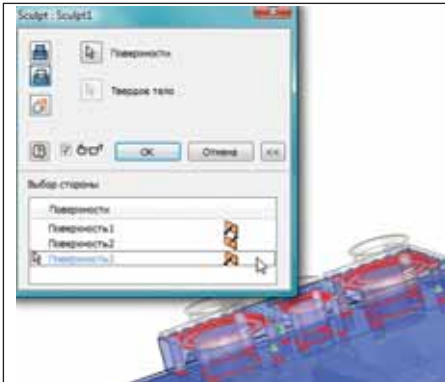 Sculpt : Sculpt1
Поверхности
Твердое тело
OK
Отмена
<<
Выбор стороны
Поверхности
Поверхность1
Поверхность2
Поверхность3